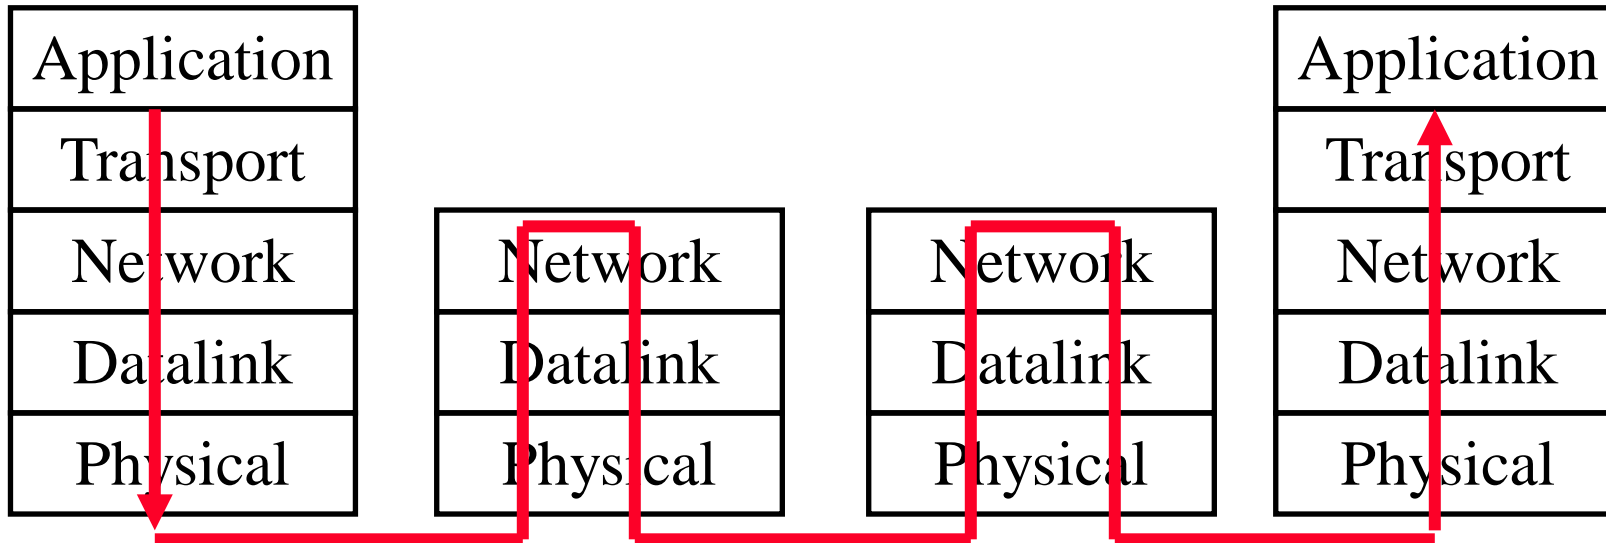 Application
Transport
Network
Datalink
Physical
Network
Datalink
Physical
Network
Datalink
Physical
Application
Transport
Network
Datalink
Physical